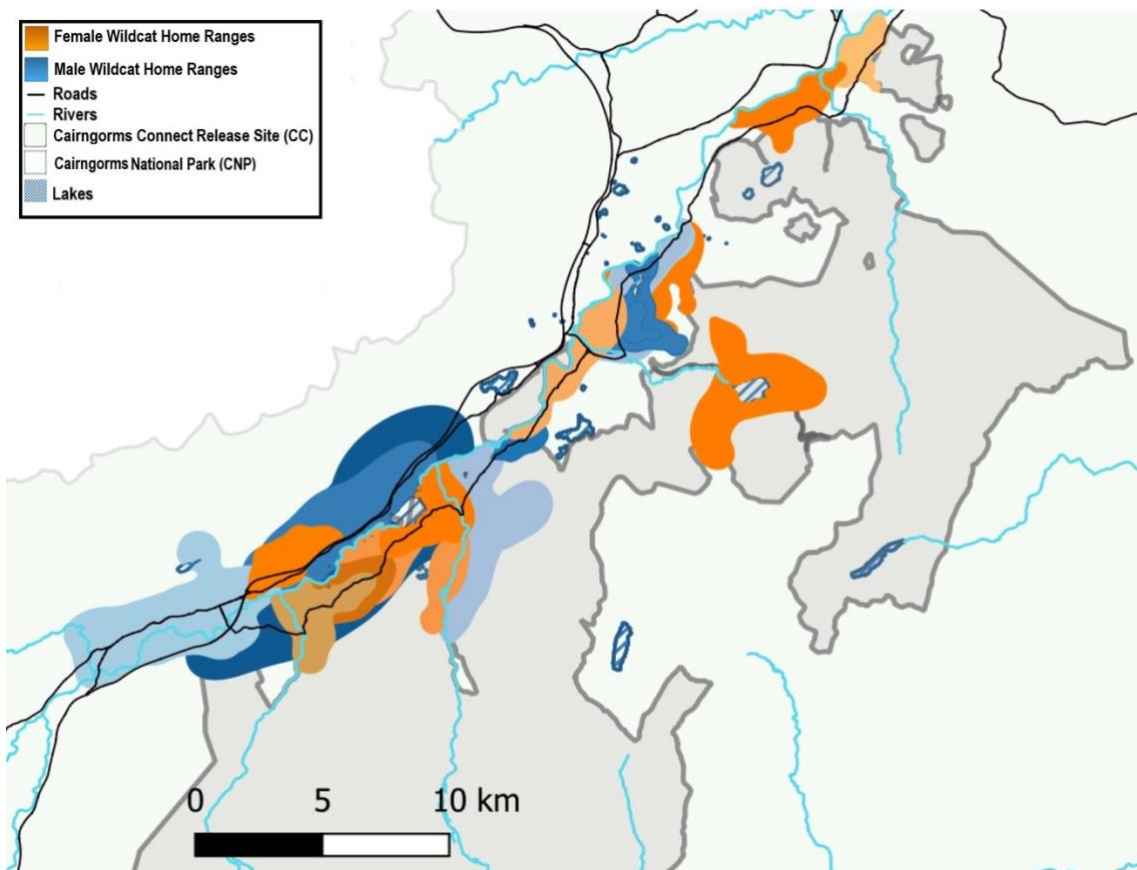 Female Wildcat Home Ranges
Male Wildcat Home Ranges
Roads
Rivers
Cairngorms Connect Release Site (CC)
Cairngorms National Park (CNP)
Lakes
0 5 10 km